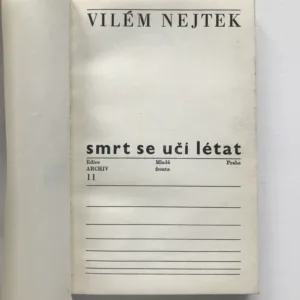 VILÉM NEJTEK
smrt se učí létat
Edice Mladá Praha
ARCHIV fronta
11